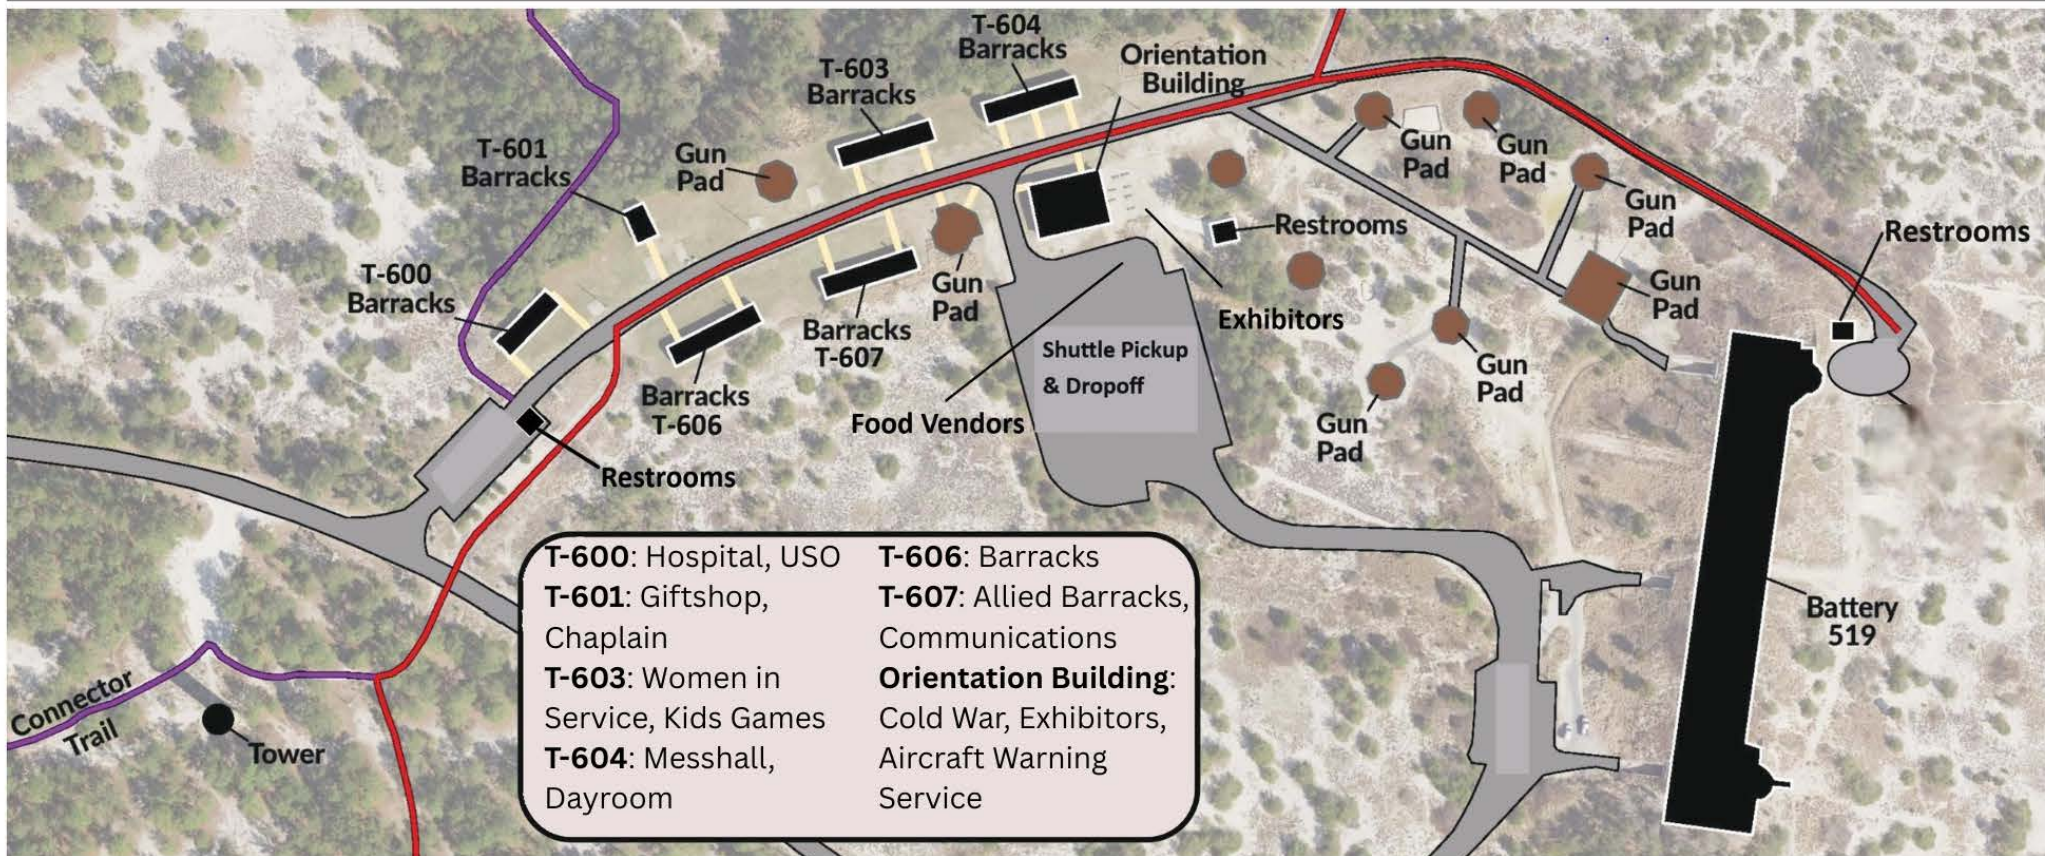 T-604
Barracks
Orientation
Building
T-603
Barracks
T-601
Barracks
Gun
Pad
Gun
Pad
Gun
Pad
Gun
Pad
Restrooms
Restrooms
T-600
Barracks
Gun
Pad
Gun
Pad
Exhibitors
Barracks
T-607
Shuttle Pickup
& Dropoff
Gun
Pad
Barracks
T-606
Food Vendors
Gun
Pad
Restrooms
Battery
519
Connector
Trail
Tower
T-600: Hospital, USO
T-601: Giftshop,
Chaplain
T-603: Women in
Service, Kids Games
T-604: Messhall,
Dayroom
T-606: Barracks
T-607: Allied Barracks,
Communications
Orientation Building:
Cold War, Exhibitors,
Aircraft Warning
Service